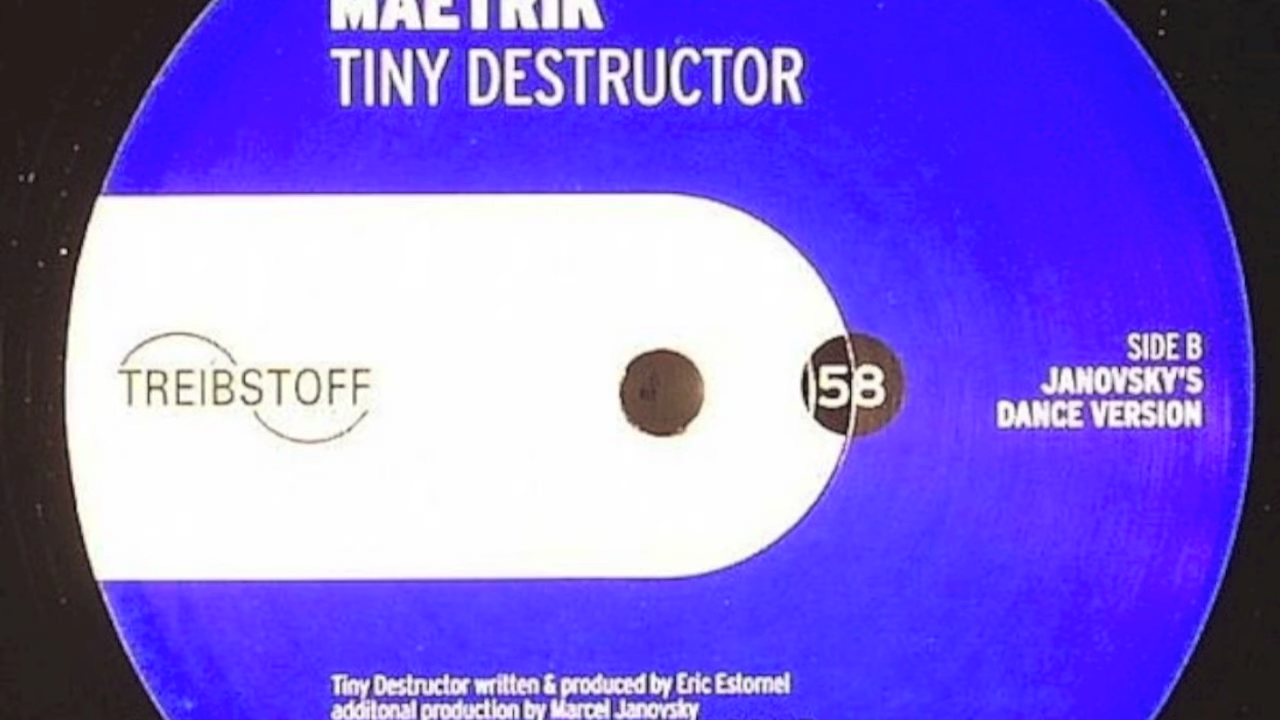 MAETRIK
TINY DESTRUCTOR
TREIBSTOFF
58
SIDE B
JANOVSKY'S
DANCE VERSION
Tiny Destructor written & produced by Eric Estornel
additonal production by Marcel Janovsky